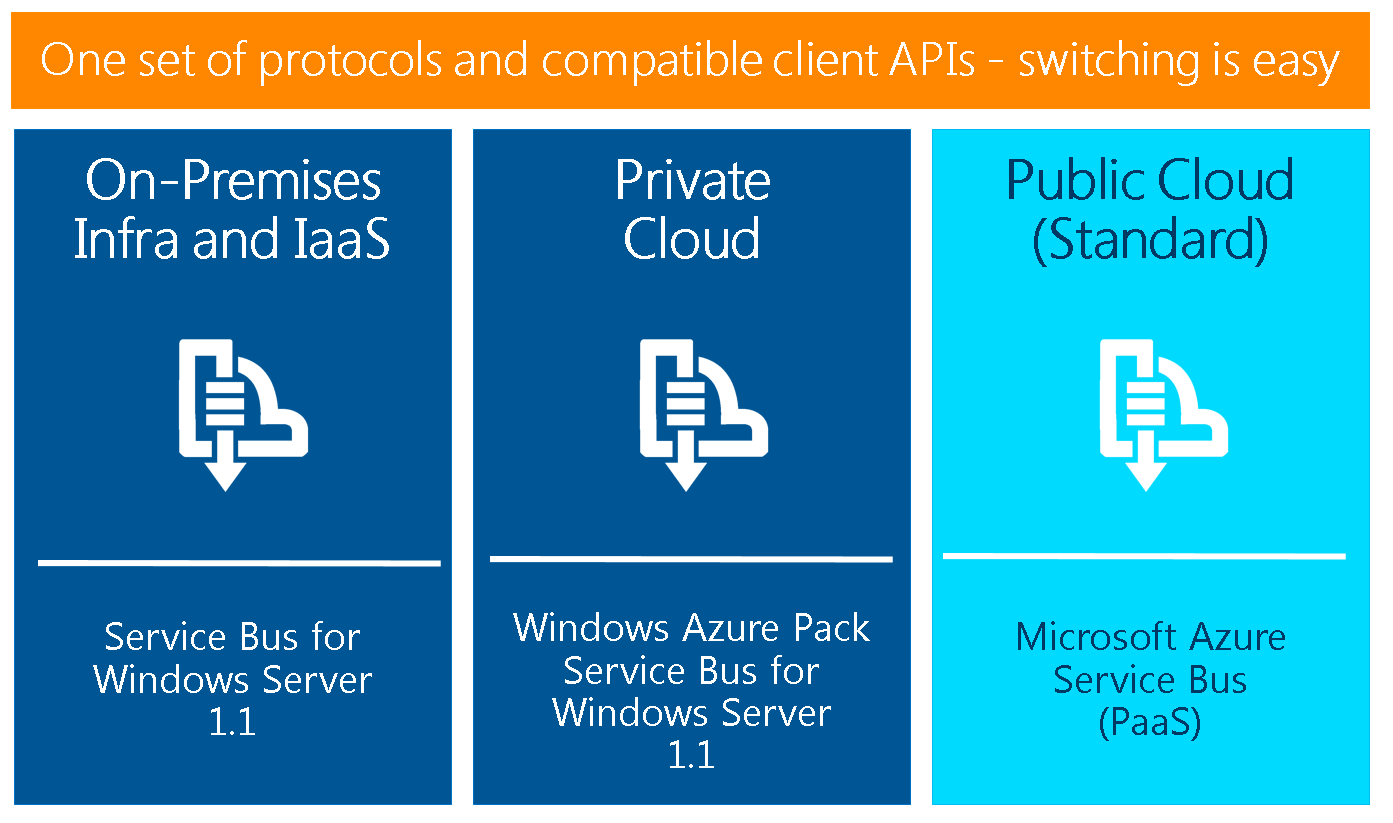 One set of protocols and compatible client APIs - switching is easy
On-Premises
Infra and IaaS
Service Bus for
Windows Server
1.1
Private
Cloud
Windows Azure Pack
Service Bus for
Windows Server
1.1
Public Cloud
(Standard)
Microsoft Azure
Service Bus
(PaaS)